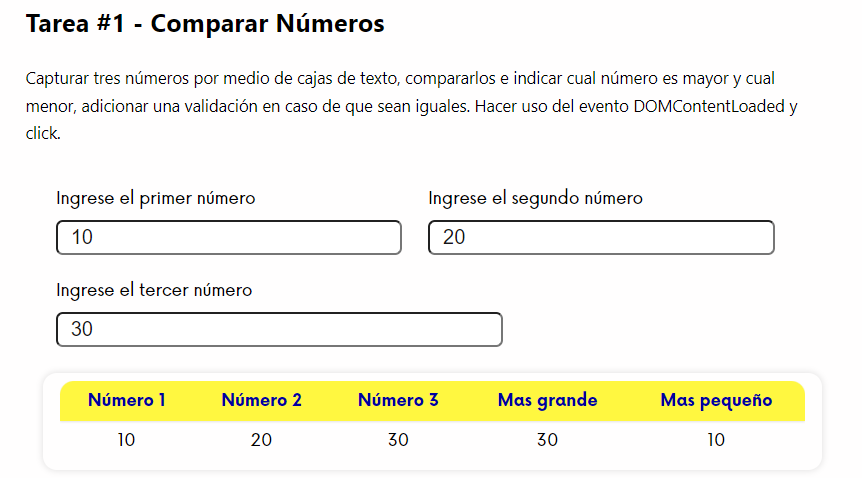 Tarea #1 - Comparar Números
Capturar tres números por medio de cajas de texto, compararlos e indicar cual número es mayor y cual
menor, adicionar una validación en caso de que sean iguales. Hacer uso del evento DOMContentLoaded y
click.
Ingrese el primer número Ingrese el segundo número
10 20
Ingrese el tercer número
30
Número 1 Número 2 Número 3 Mas grande Mas pequeño
10 20 30 30 10